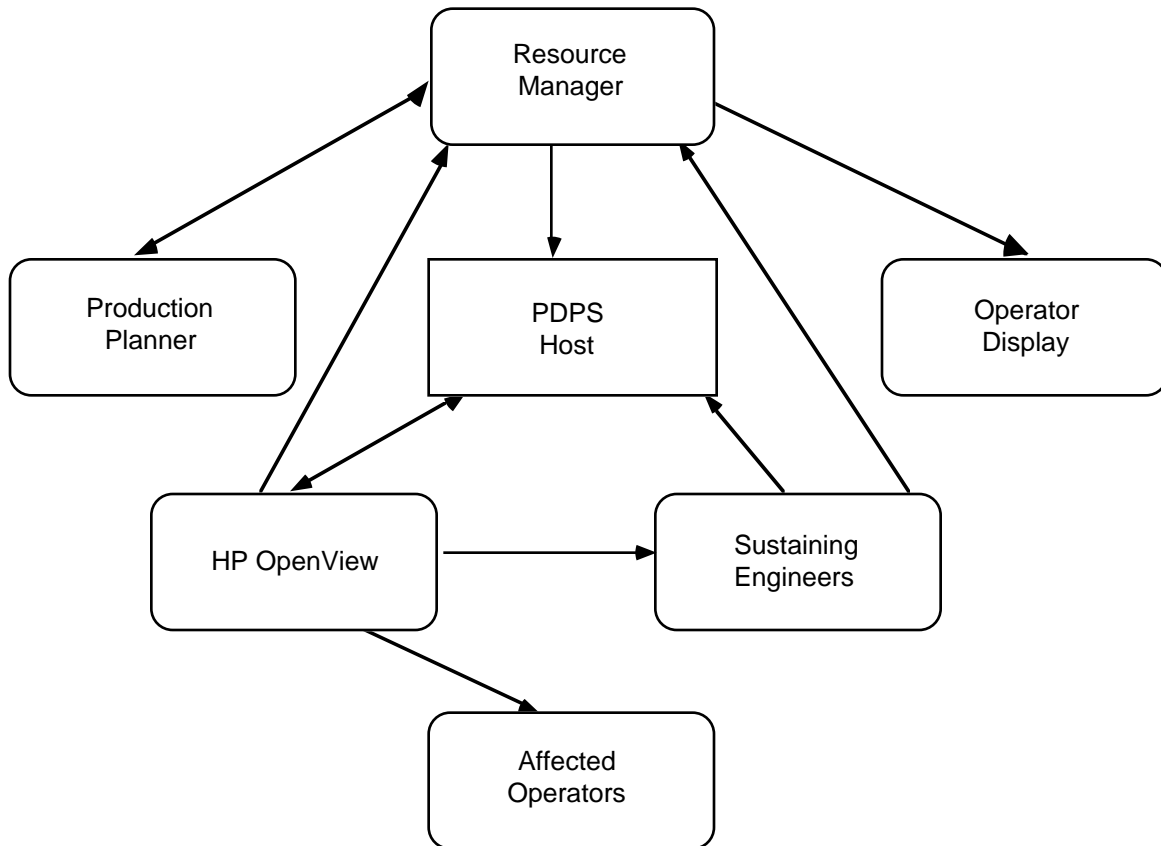 Resource
Manager
Production
Planner
PDPS
Host
Operator
Display
HP OpenView
Sustaining
Engineers
Affected
Operators